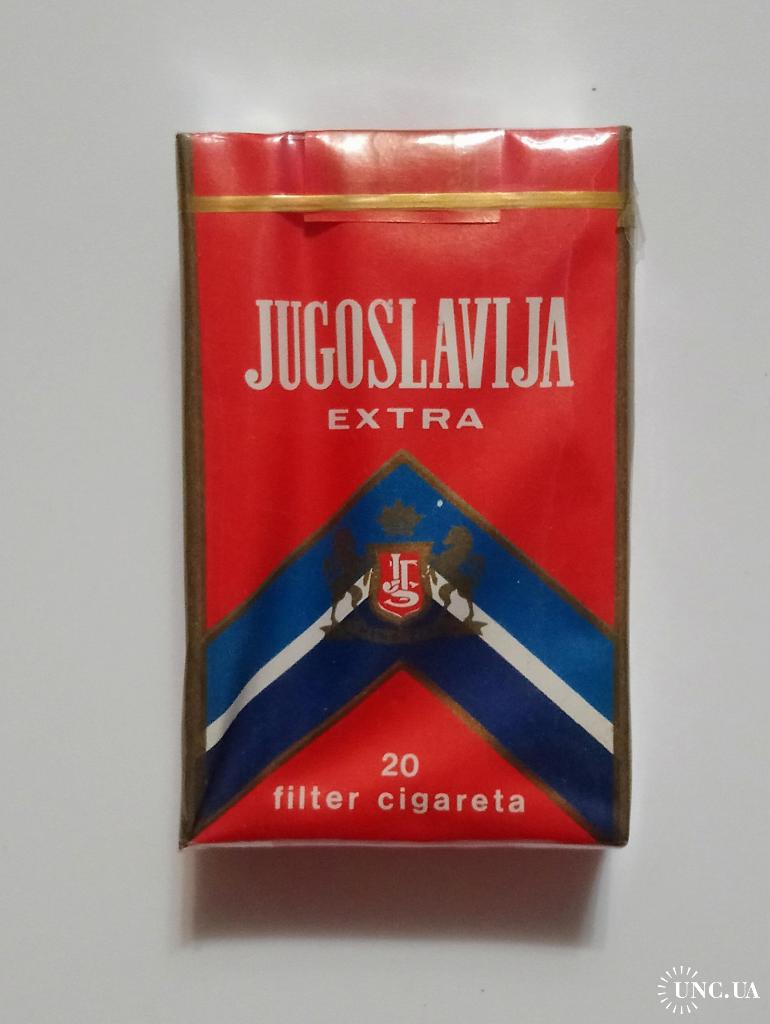 JUGOSLAVIJA
EXTRA
20
filter cigareta
UNC.UA